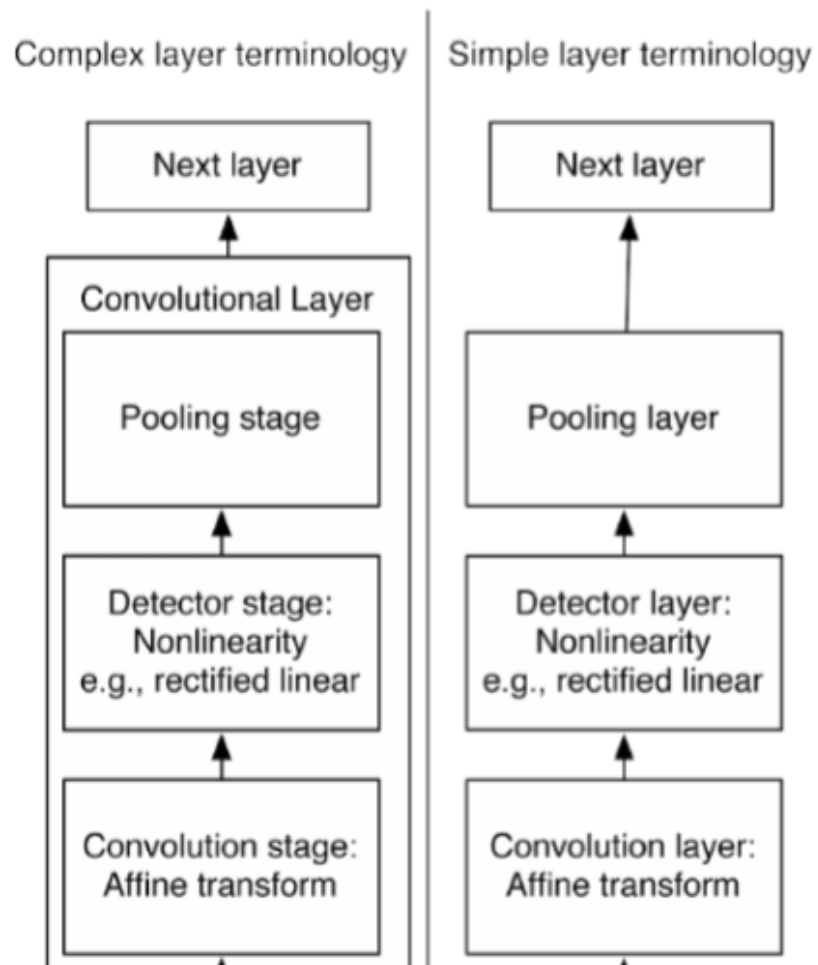 Complex layer terminology
Next layer
Convolutional Layer
Pooling stage
Detector stage:
Nonlinearity
e.g., rectified linear
Convolution stage:
Affine transform
Simple layer terminology
Next layer
Pooling layer
Detector layer:
Nonlinearity
e.g., rectified linear
Convolution layer:
Affine transform